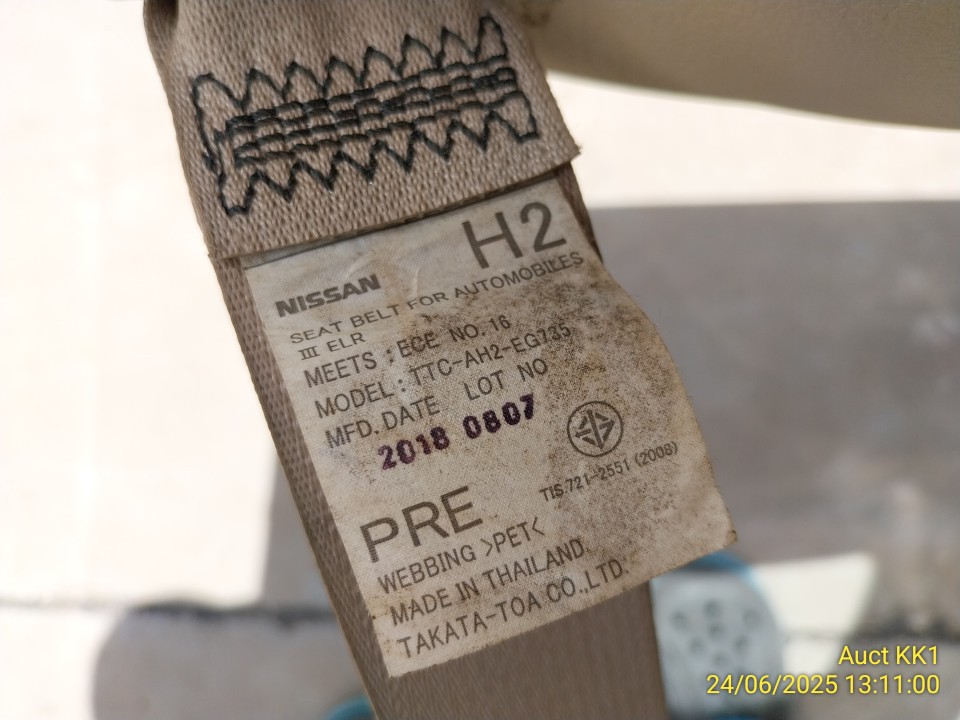 H2
NISSAN
SEAT BELT FOR AUTOMOBILES
III ELR
MEETS : ECE NO. 16
MODEL : TTC-AH2-EG735
MFD. DATE LOT NO
2018 0807
TIS.721-2551 (2008)
PRE
WEBBING >PET<
MADE IN THAILAND.
TAKATA-TOA CO.,LTD.
Auct KK1
24/06/2025 13:11:00